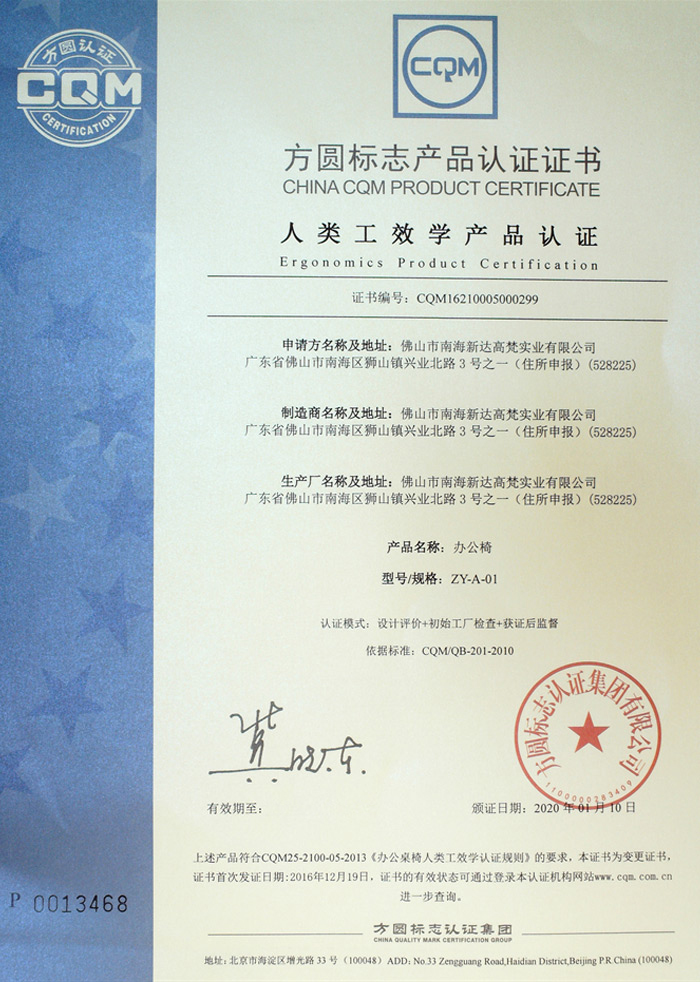 方圆认证
CQM
CERTIFICATION
CQM
方圆标志产品认证证书
CHINA CQM PRODUCT CERTIFICATE
人类工效学产品认证
Ergonomics Product Certification
证书编号：CQM16210005000299
申请方名称及地址：佛山市南海新达高梵实业有限公司
广东省佛山市南海区狮山镇兴业北路 3 号之一（住所申报）(528225)
制造商名称及地址：佛山市南海新达高梵实业有限公司
广东省佛山市南海区狮山镇兴业北路 3 号之一（住所申报）(528225)
生产厂名称及地址：佛山市南海新达高梵实业有限公司
广东省佛山市南海区狮山镇兴业北路 3 号之一（住所申报）(528225)
产品名称：办公椅
型号/规格：ZY-A-01
认证模式：设计评价+初始工厂检查+获证后监督
依据标准：CQM/QB-201-2010
方圆标志认证集团有限公司
1100000283409
有效期至：
颁证日期：2020 年 01 月 10 日
上述产品符合CQM25-2100-05-2013《办公桌椅人类工效学认证规则》的要求，本证书为变更证书，
证书首次发证日期:2016年12月19日，证书的有效状态可通过登录本认证机构网站www.cqm.com.cn
进一步查询。
P 0013468
方圆标志认证集团
CHINA QUALITY MARK CERTIFICATION GROUP
地址: 北京市海淀区增光路 33 号（100048）ADD: No.33 Zengguang Road,Haidian District,Beijing P.R.China (100048)